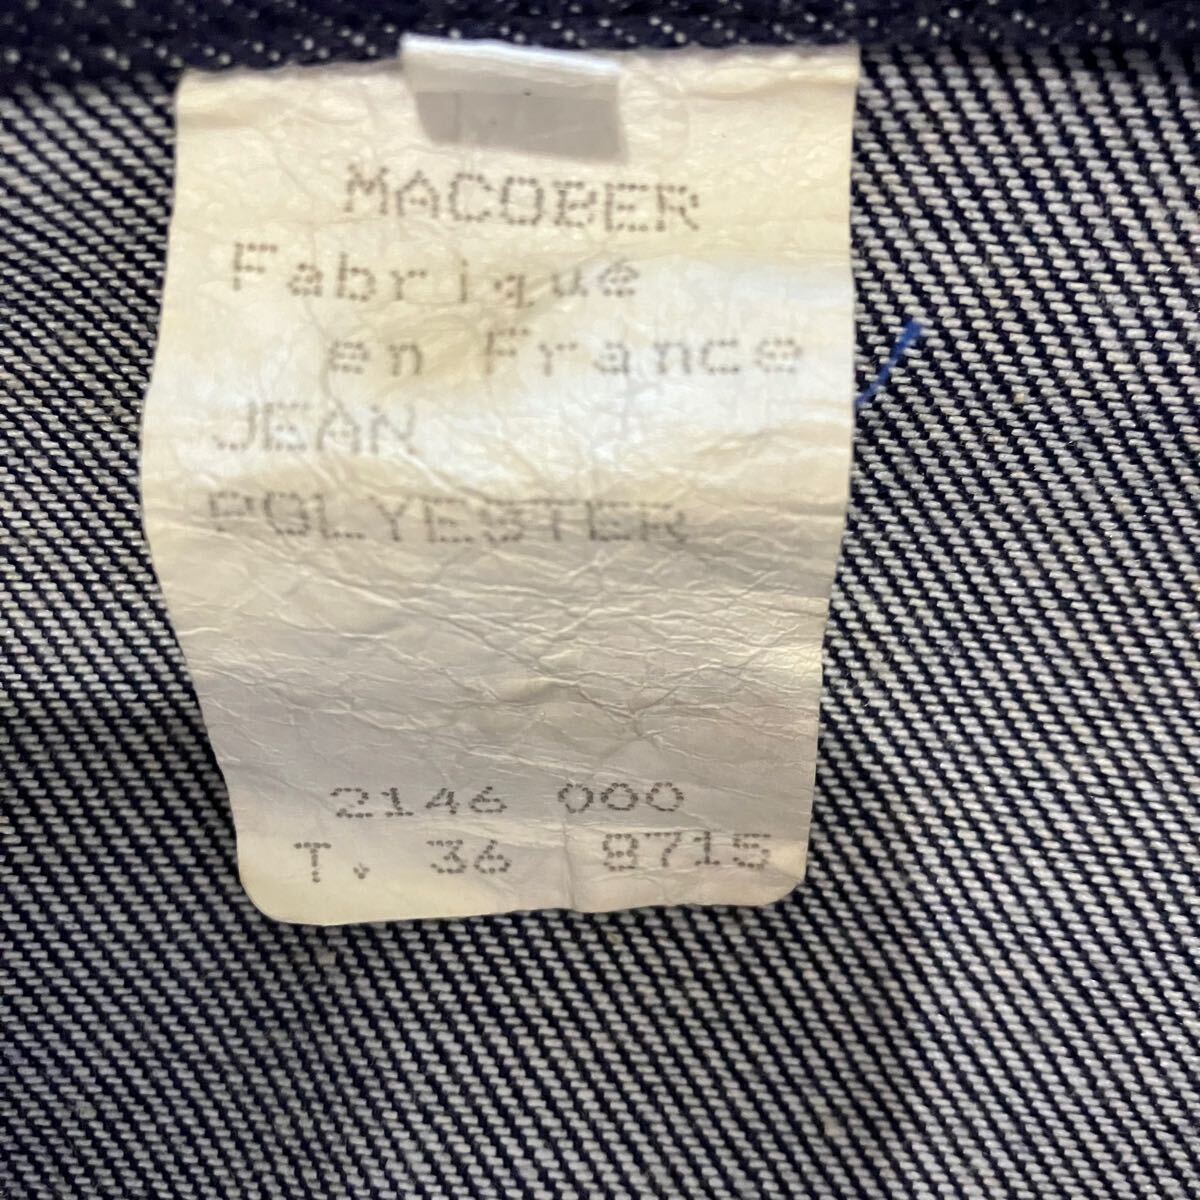 MACOBER
Fabriqué
en France
JEAN
POLYESTER
2146 000
T. 36 8715